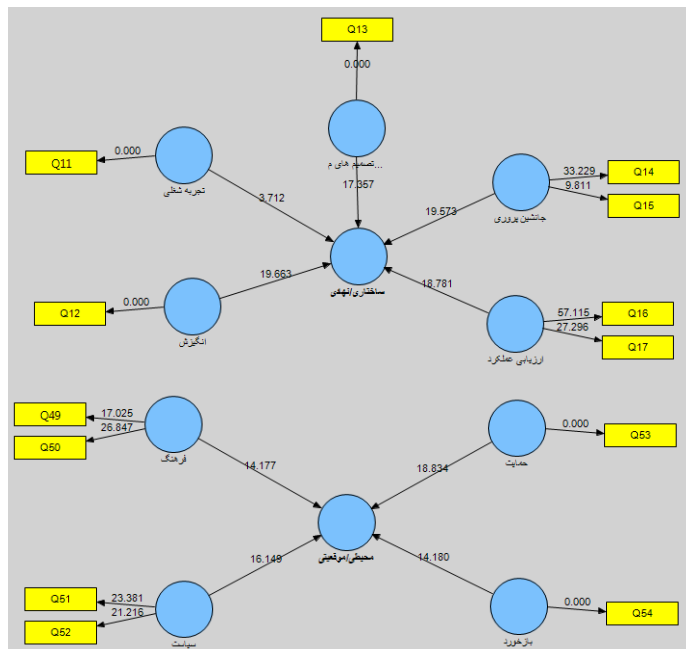 Q13
0.000
تصمیم های م...
17.357
Q11
0.000
تجربه شغلی
3.712
Q14
33.229
Q15
9.811
جانشین پروری
19.573
ساختاری/نهادی
Q12
0.000
انگیزش
19.663
Q16
57.115
Q17
27.296
ارزیابی عملکرد
18.781
Q49
17.025
Q50
26.847
فرهنگ
14.177
Q53
0.000
حمایت
18.834
محیطی/موقعیتی
Q51
23.381
Q52
21.216
سیاست
16.149
Q54
0.000
بازخورد
14.180